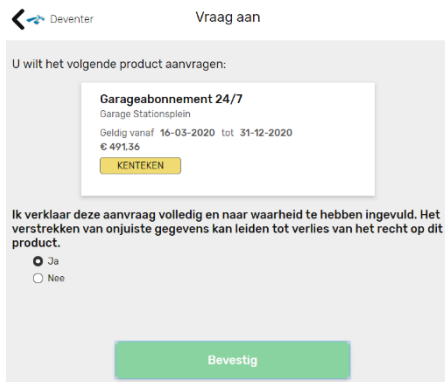 Deventer
Vraag aan
U wilt het volgende product aanvragen:
Garageabonnement 24/7
Garage Stationsplein
Geldig vanaf 16-03-2020 tot 31-12-2020
€ 491,36
KENTEKEN
Ik verklaar deze aanvraag volledig en naar waarheid te hebben ingevuld. Het
verstrekken van onjuiste gegevens kan leiden tot verlies van het recht op dit
product.
Ja
Nee
Bevestig